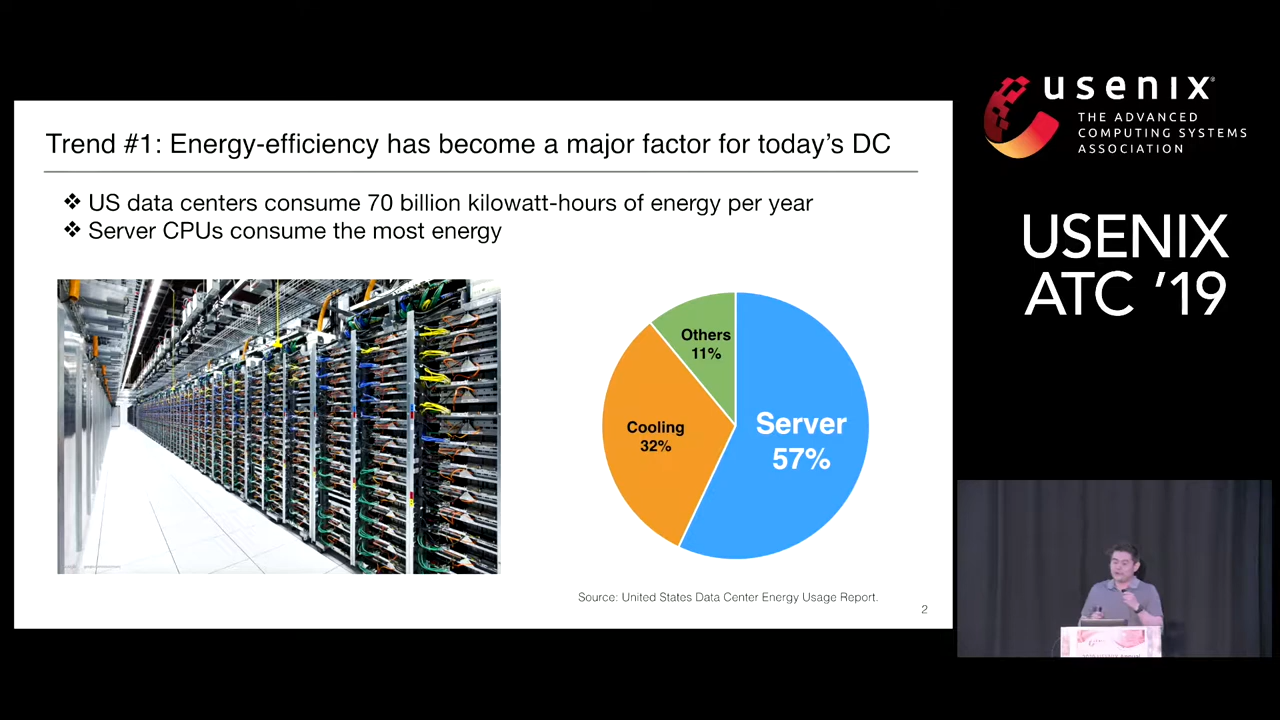 Trend #1: Energy-efficiency has become a major factor for today's DC
❖ US data centers consume 70 billion kilowatt-hours of energy per year
❖ Server CPUs consume the most energy
Others
11%
Cooling
32%
Server
57%
Source: United States Data Center Energy Usage Report.
2
usenix
THE ADVANCED
COMPUTING SYSTEMS
ASSOCIATION
USENIX
ATC '19